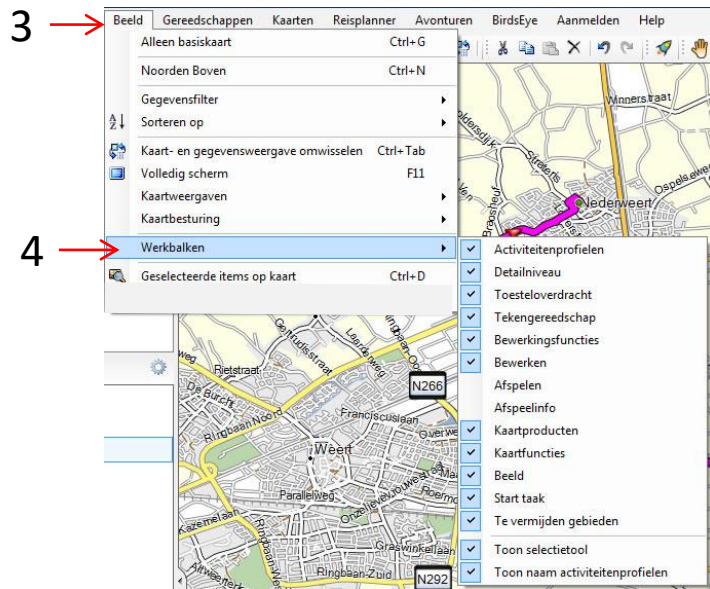 3
Beeld Gereedschappen Kaarten Reisplanner Avonturen BirdsEye Aanmelden Help
Alleen basiskaart Ctrl+G
Noorden Boven Ctrl+N
Gegevensfilter
Sorteren op
Kaart- en gegevensweergave omwisselen Ctrl+Tab
Volledig scherm F11
Kaartweergaven
Kaartbesturing
4
Werkbalken
Geselecteerde items op kaart Ctrl+D
Activiteitenprofielen
Detailniveau
Toesteloverdracht
Tekengereedschap
Bewerkingsfuncties
Bewerken
Afspelen
Afspeelinfo
Kaartproducten
Kaartfuncties
Beeld
Start taak
Te vermijden gebieden
Toon selectietool
Toon naam activiteitenprofielen
Winnerstraat
Nederweert
Braosheuf
Rietstraat
N266
Ringbaan Noord
Franciscuslaan
Weert
Parallelweg
Kazernelaan
Graswinkellaan
Ringbaan-Zuid
N292